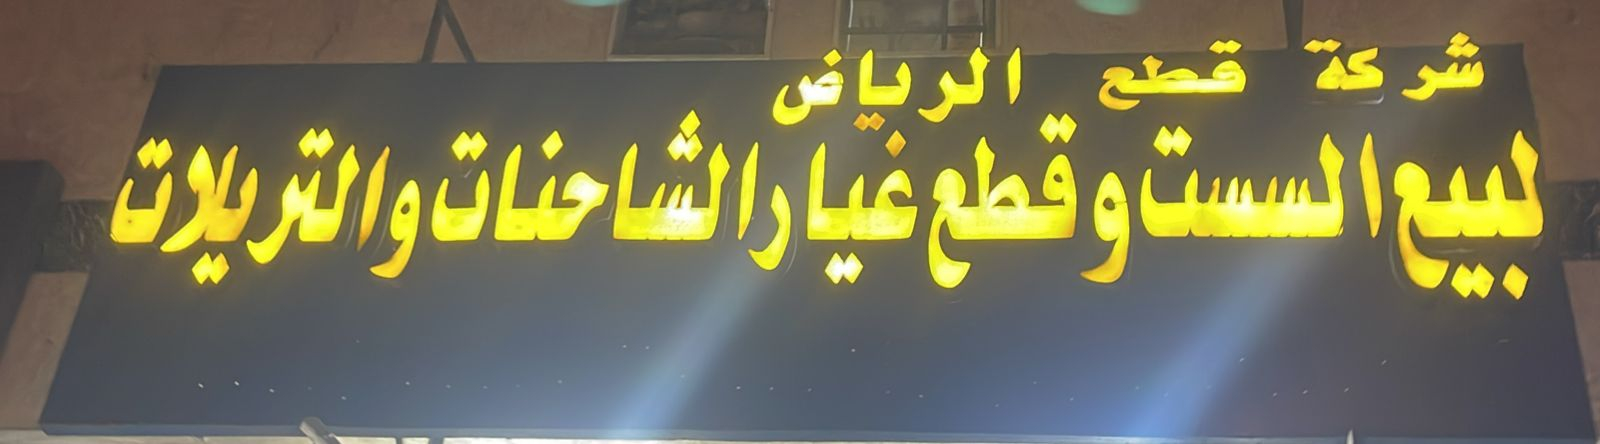 شركة قطع الرياض
لبيع السست وقطع غيار الشاحنات والتريلات